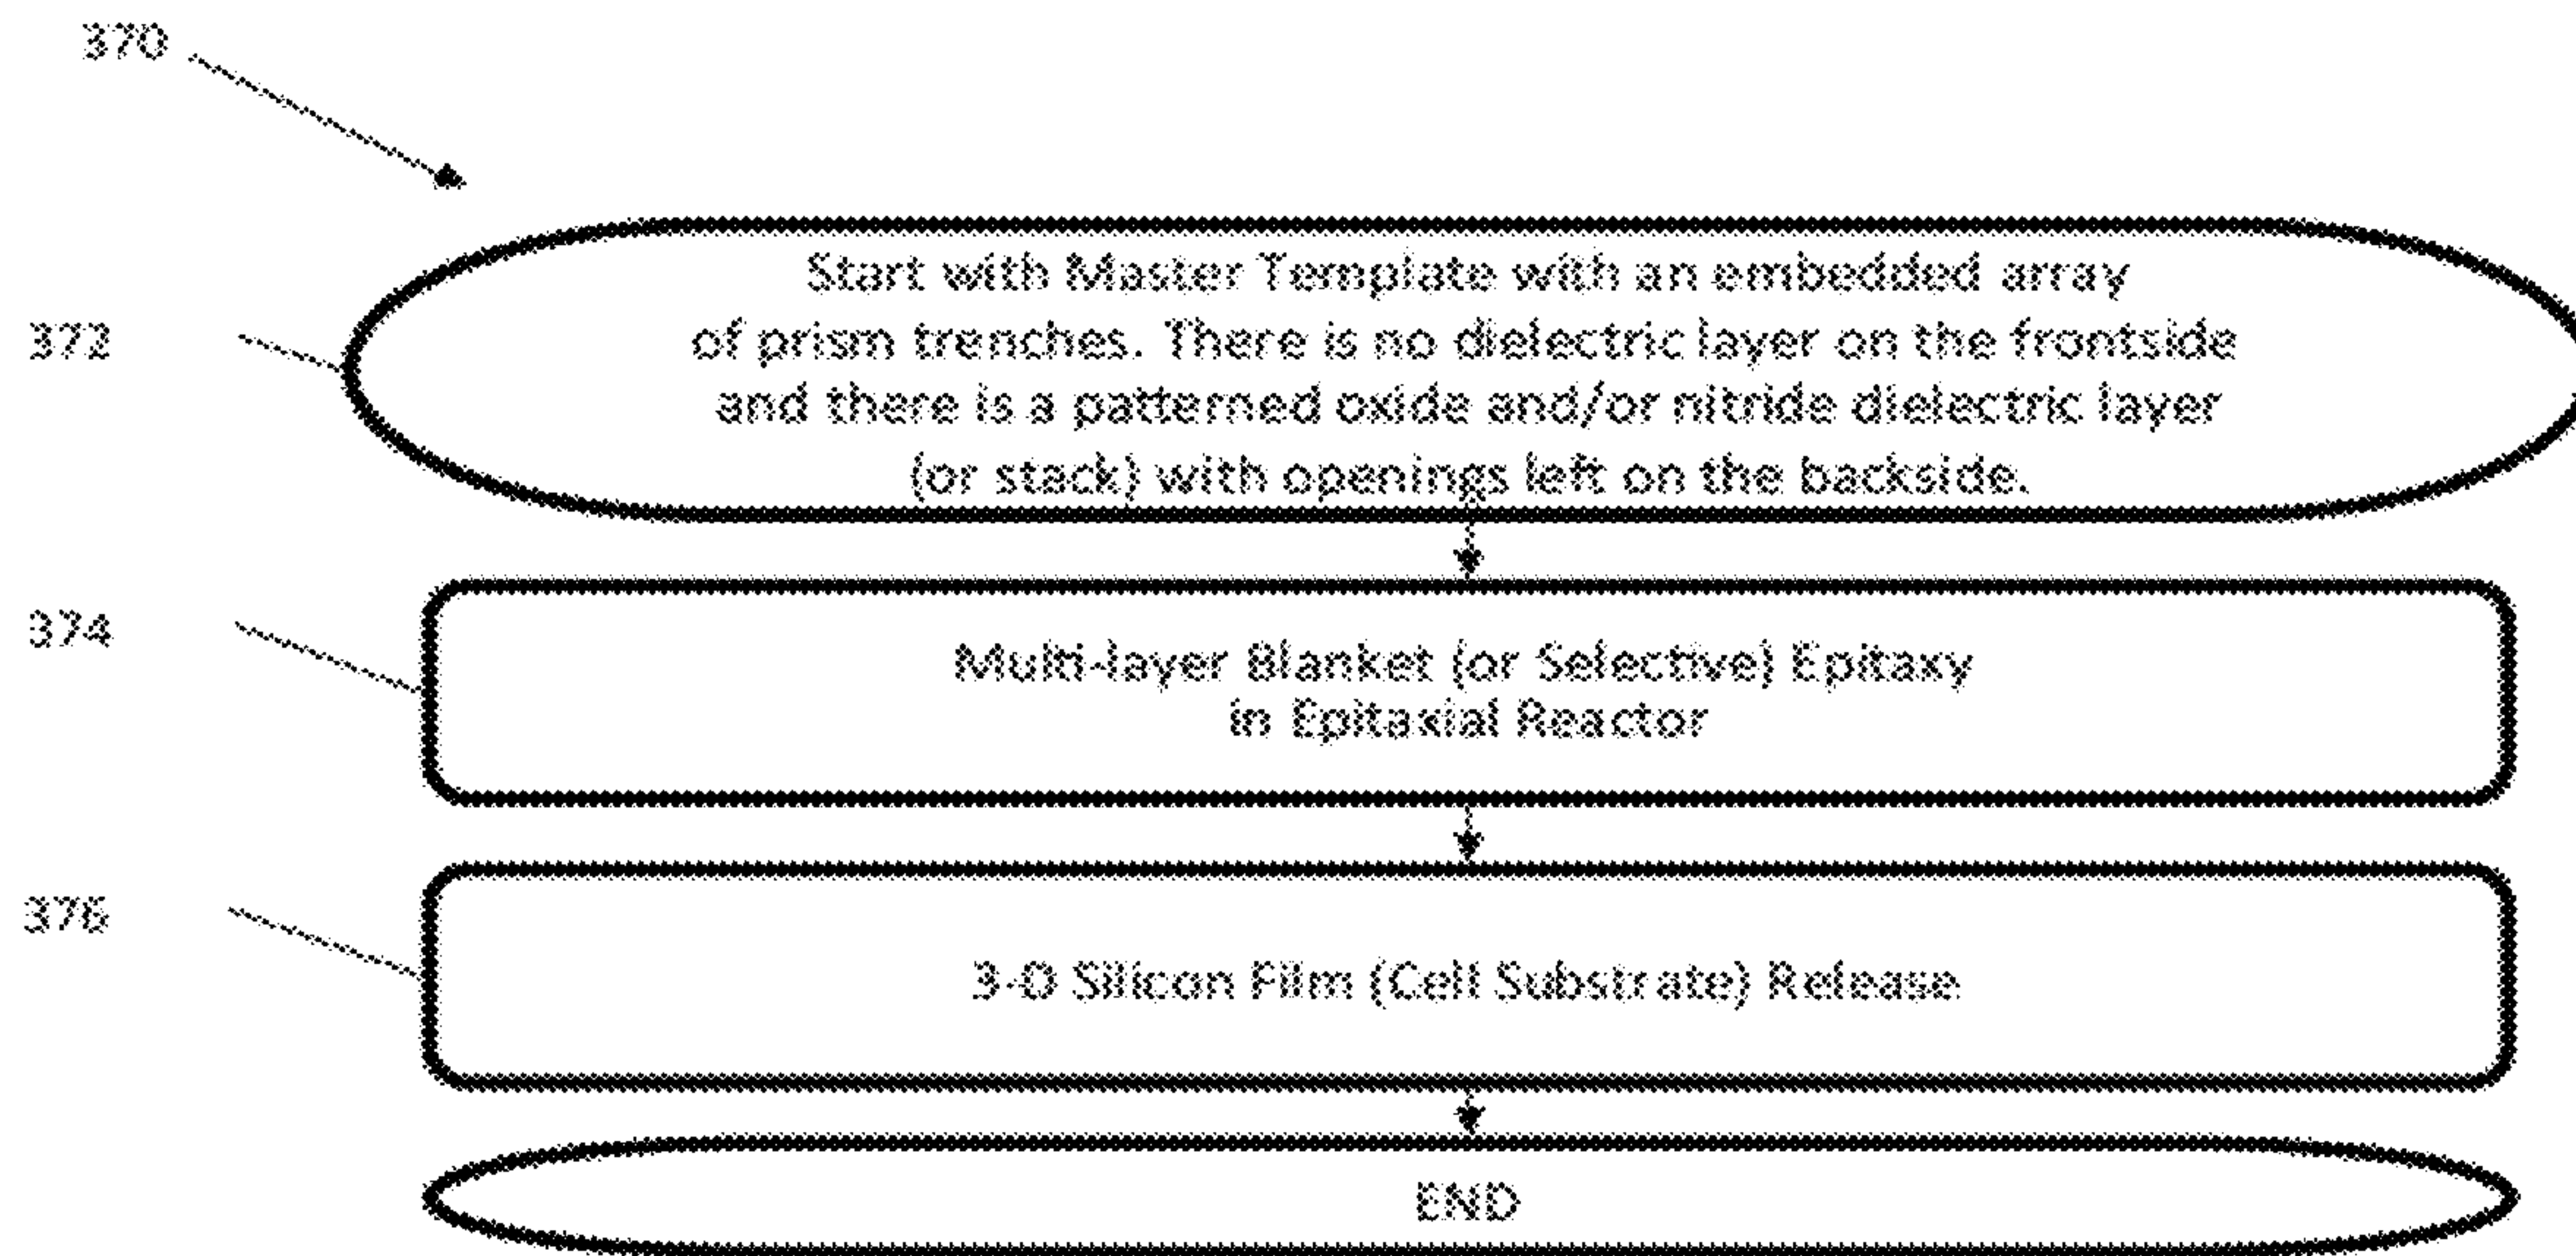 370
372
Start with Master Template with an embedded array
of prism trenches. There is no dielectric layer on the frontside
and there is a patterned oxide and/or nitride dielectric layer
(or stack) with openings left on the backside.
374
Multi-layer Blanket (or Selective) Epitaxy
in Epitaxial Reactor
376
3-D Silicon Film (Cell Substrate) Release
END